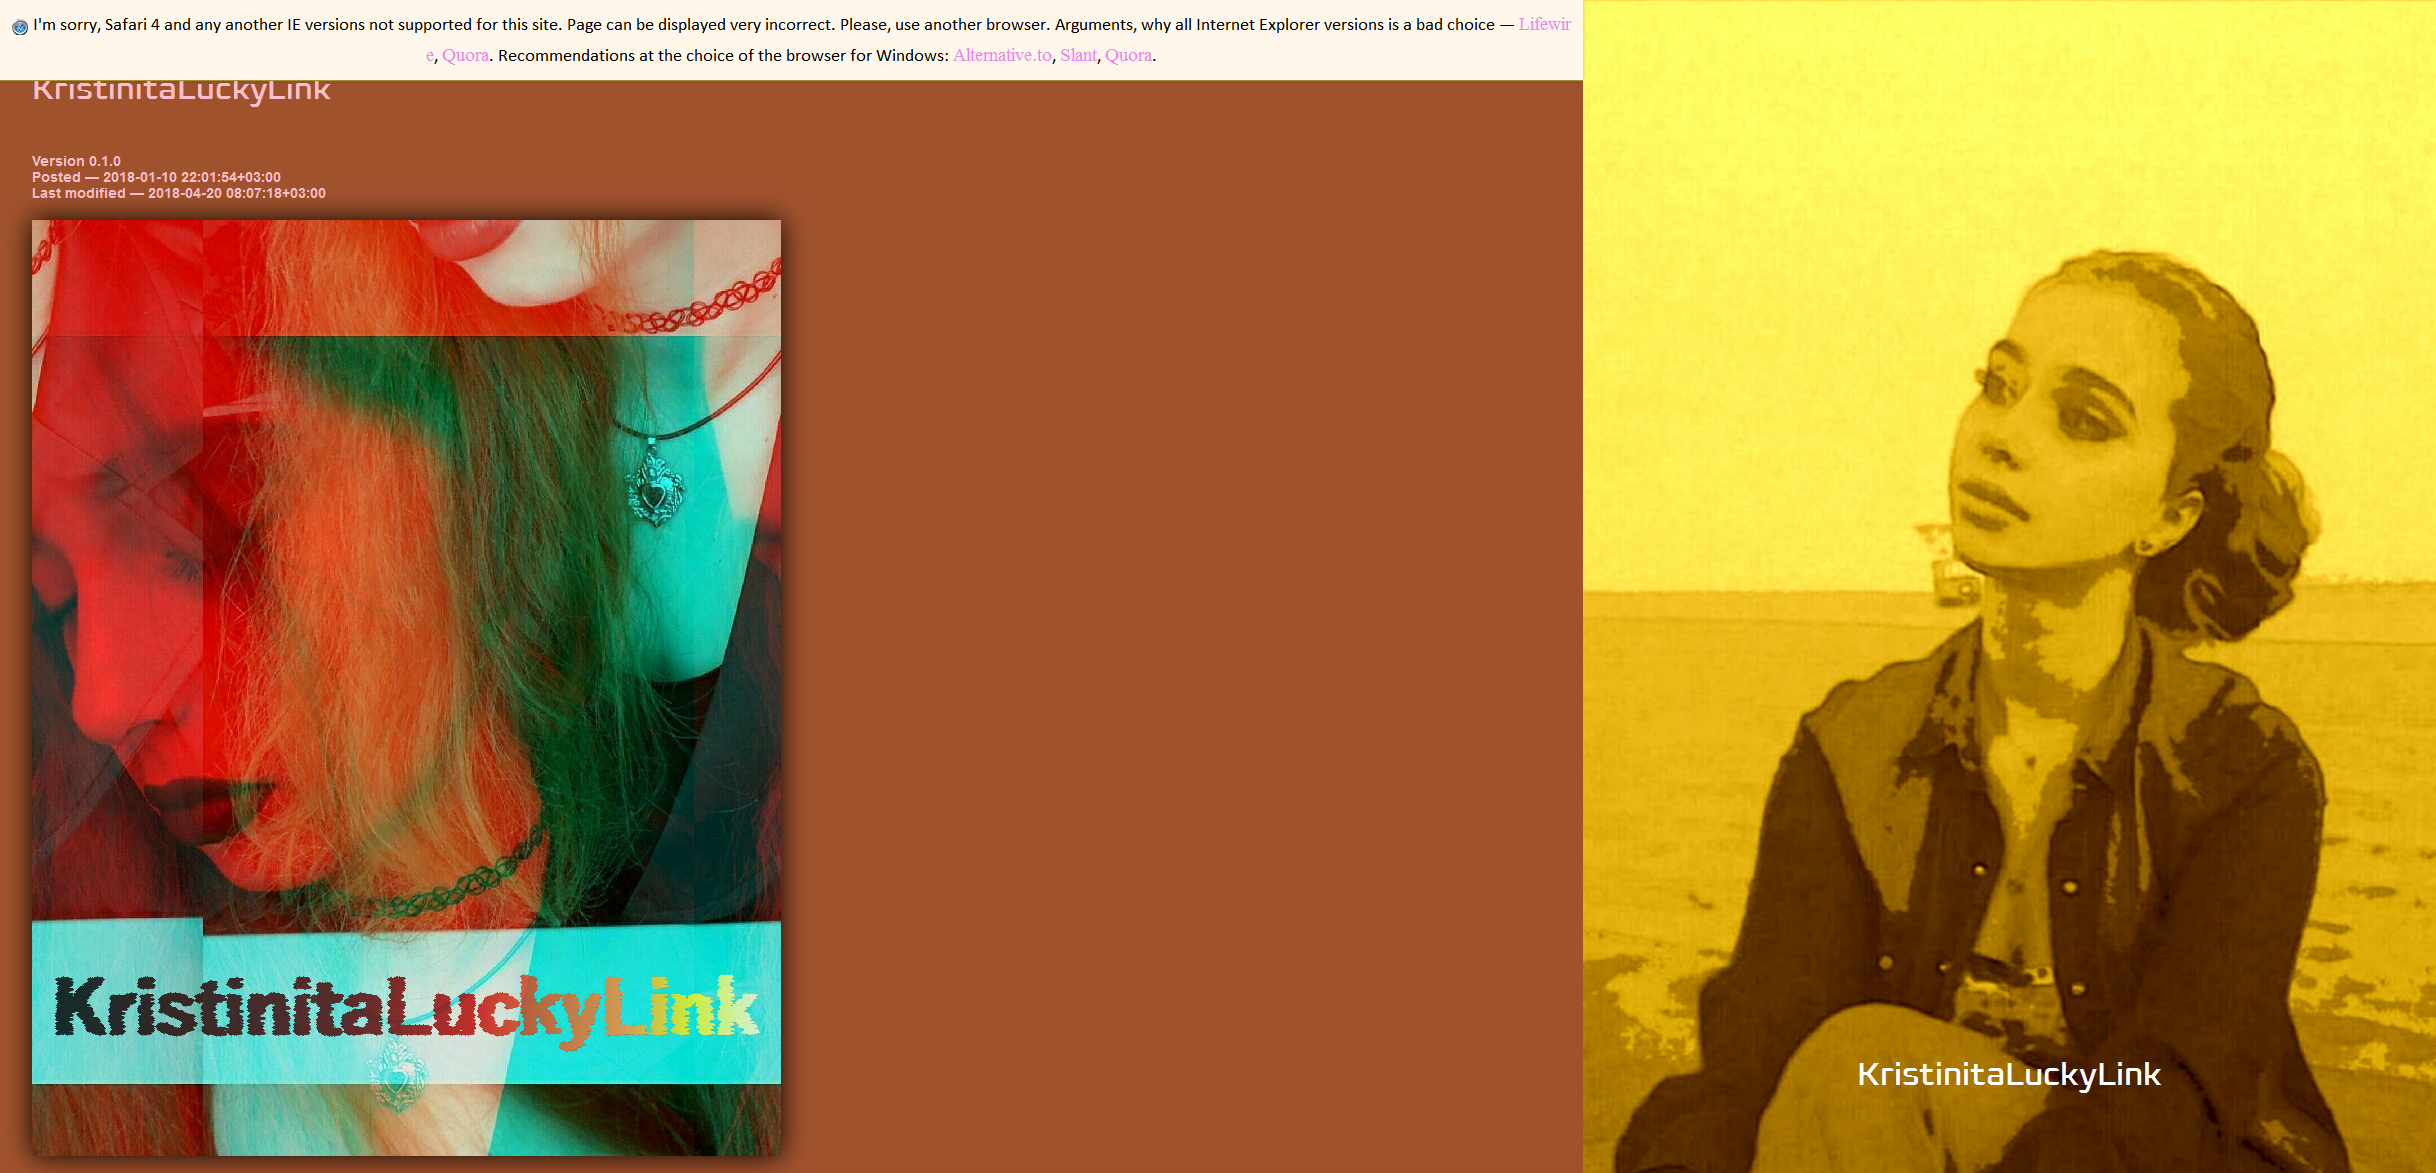 I'm sorry, Safari 4 and any another IE versions not supported for this site. Page can be displayed very incorrect. Please, use another browser. Arguments, why all Internet Explorer versions is a bad choice — Lifewir
e, Quora. Recommendations at the choice of the browser for Windows: Alternative.to, Slant, Quora.
KristinitaLuckyLink
Version 0.1.0
Posted — 2018-01-10 22:01:54+03:00
Last modified — 2018-04-20 08:07:18+03:00
KristinitaLuckyLink
KristinitaLuckyLink